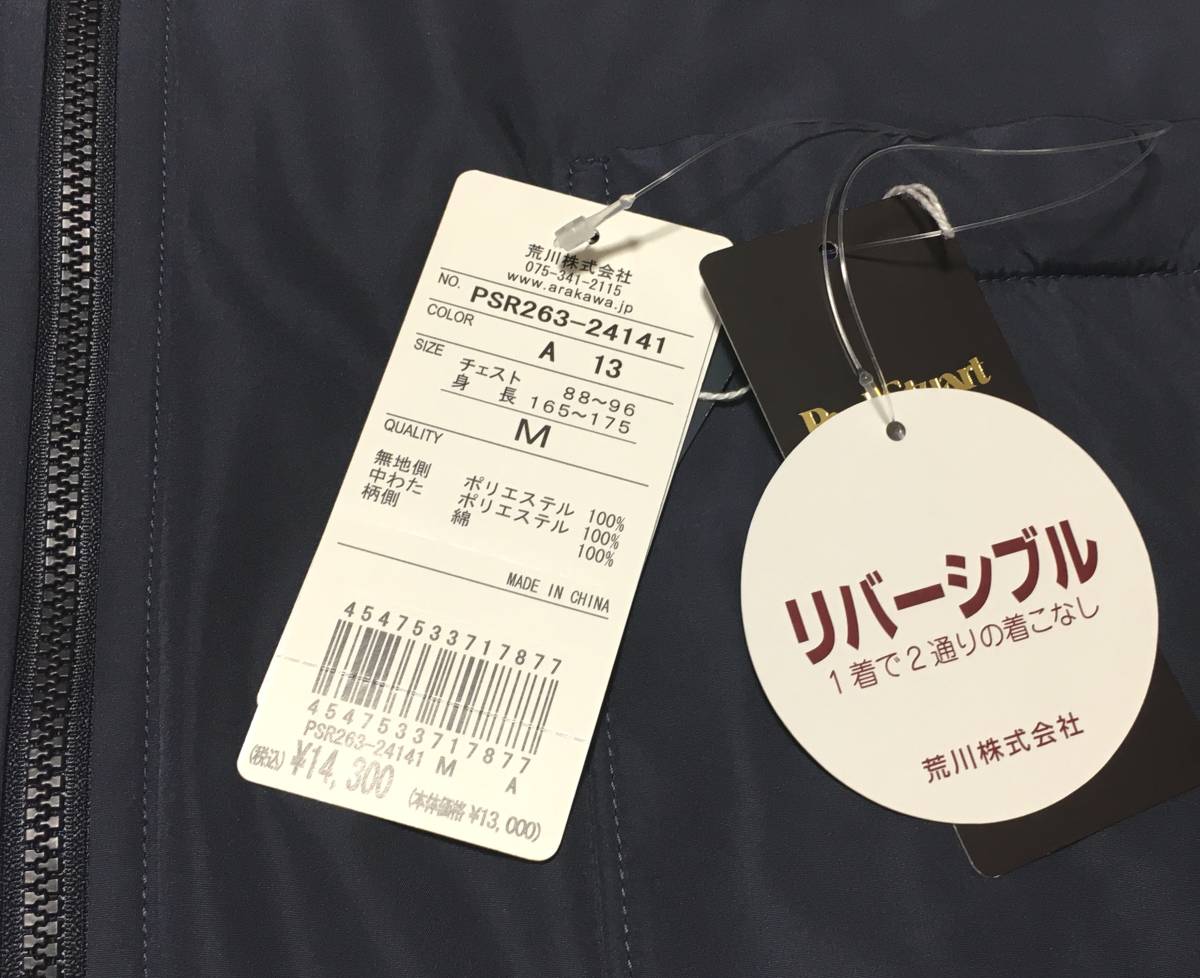 荒川株式会社
075-341-2115
www.arakawa.jp
NO. PSR263-24141
COLOR A 13
SIZE チェスト 88~96
身長 165~175
M
QUALITY
無地側 ポリエステル 100%
中わた ポリエステル 100%
柄側 綿 100%
MADE IN CHINA
4547533717877
4547533717877
PSR263-24141 M A
(税込) ¥14,300
(本体価格 ¥13,000)
リバーシブル
1着で2通りの着こなし
荒川株式会社